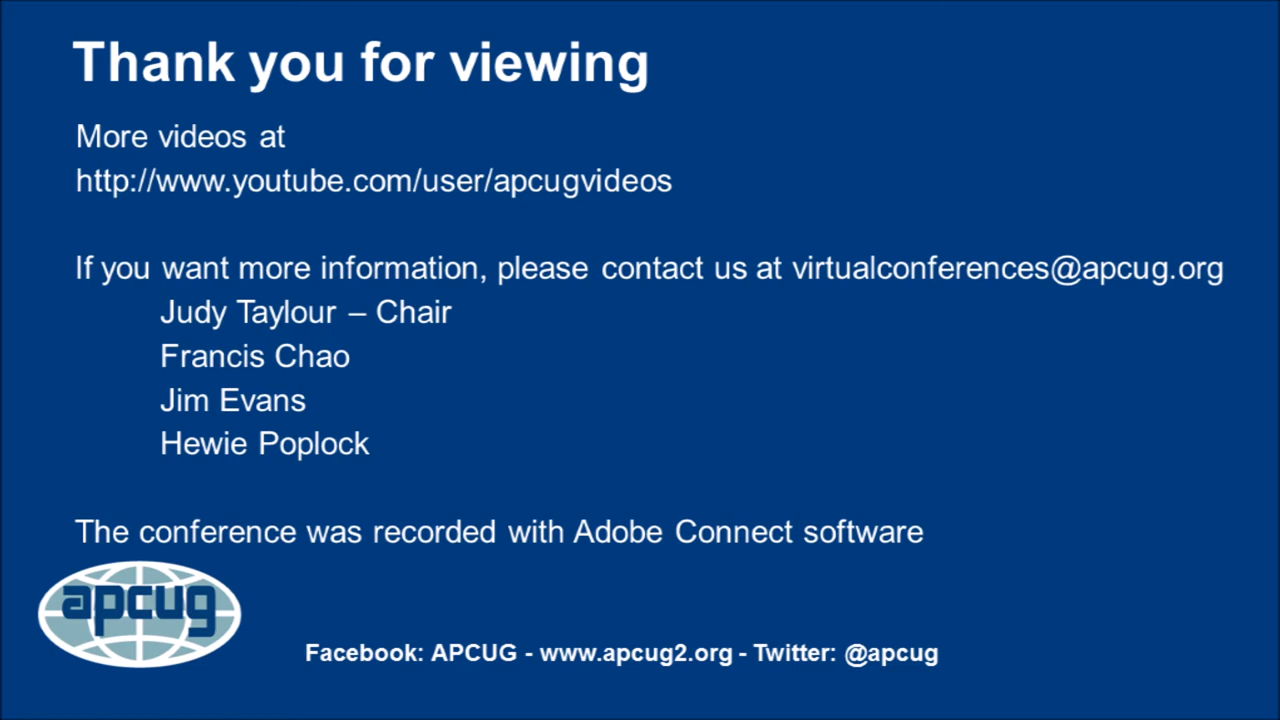 Thank you for viewing
More videos at
http://www.youtube.com/user/apcugvideos
If you want more information, please contact us at virtualconferences@apcug.org
Judy Taylour – Chair
Francis Chao
Jim Evans
Hewie Poplock
The conference was recorded with Adobe Connect software
apcug
Facebook: APCUG - www.apcug2.org - Twitter: @apcug